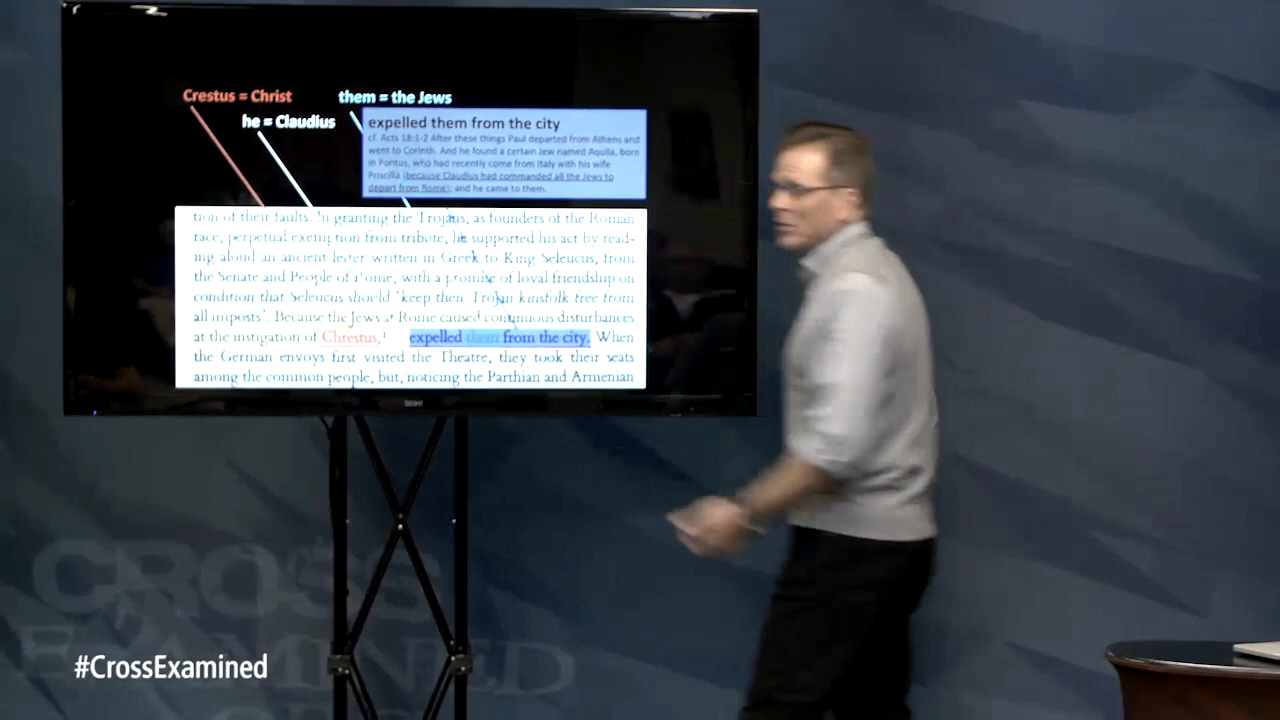 Crestus = Christ
them = the Jews
he = Claudius
expelled them from the city
cf. Acts 18:1-2 After these things Paul departed from Athens and
went to Corinth. And he found a certain Jew named Aquila, born
in Pontus, who had recently come from Italy with his wife
Priscilla (because Claudius had commanded all the Jews to
depart from Rome); and he came to them.
tion of their faults. In granting the Trojans, as founders of the Roman
race, perpetual exemption from tribute, he supported his act by read-
ing aloud an ancient letter written in Greek to King Seleucus, from
the Senate and People of Rome, with a promise of loyal friendship on
condition that Seleucus should 'keep their Trojan kinsfolk free from
all imposts'. Because the Jews at Rome caused continuous disturbances
at the instigation of Chrestus,¹ expelled them from the city. When
the German envoys first visited the Theatre, they took their seats
among the common people, but, noticing the Parthian and Armenian
CROSS
EXAMINED
.ORG
#CrossExamined